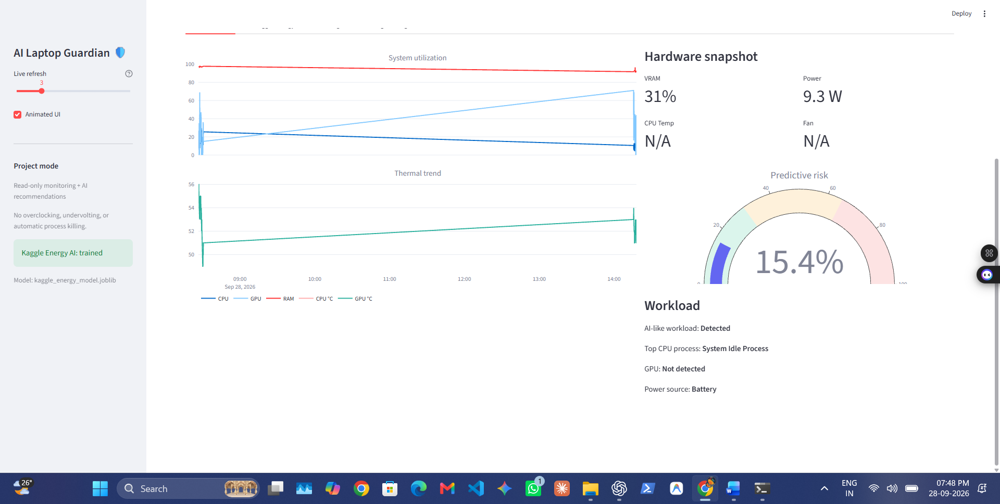 Deploy
AI Laptop Guardian
Live refresh
3
Animated UI
Project mode
Read-only monitoring + AI
recommendations
No overclocking, undervolting, or
automatic process killing.
Kaggle Energy AI: trained
Model: kaggle_energy_model.joblib
System utilization
100
80
60
40
20
0
Thermal trend
56
54
52
50
09:00
Sep 28, 2026
10:00
11:00
12:00
13:00
14:00
CPU
GPU
RAM
CPU °C
GPU °C
Hardware snapshot
VRAM
31%
Power
9.3 W
CPU Temp
N/A
Fan
N/A
Predictive risk
20
40
60
80
15.4%
Workload
AI-like workload: Detected
Top CPU process: System Idle Process
GPU: Not detected
Power source: Battery
26°
Search
1
ENG
IN
07:48 PM
28-09-2026